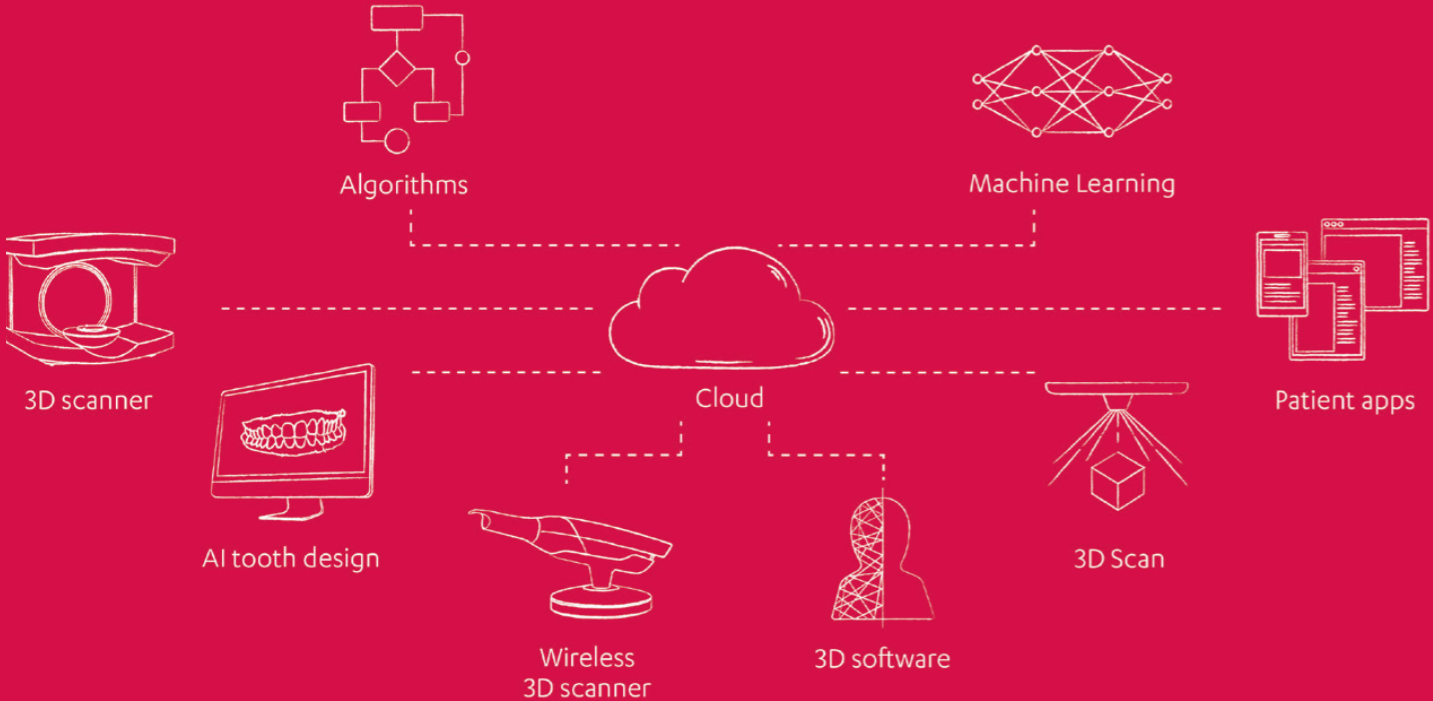 Algorithms
Machine Learning
3D scanner
Cloud
Patient apps
AI tooth design
3D Scan
Wireless
3D scanner
3D software